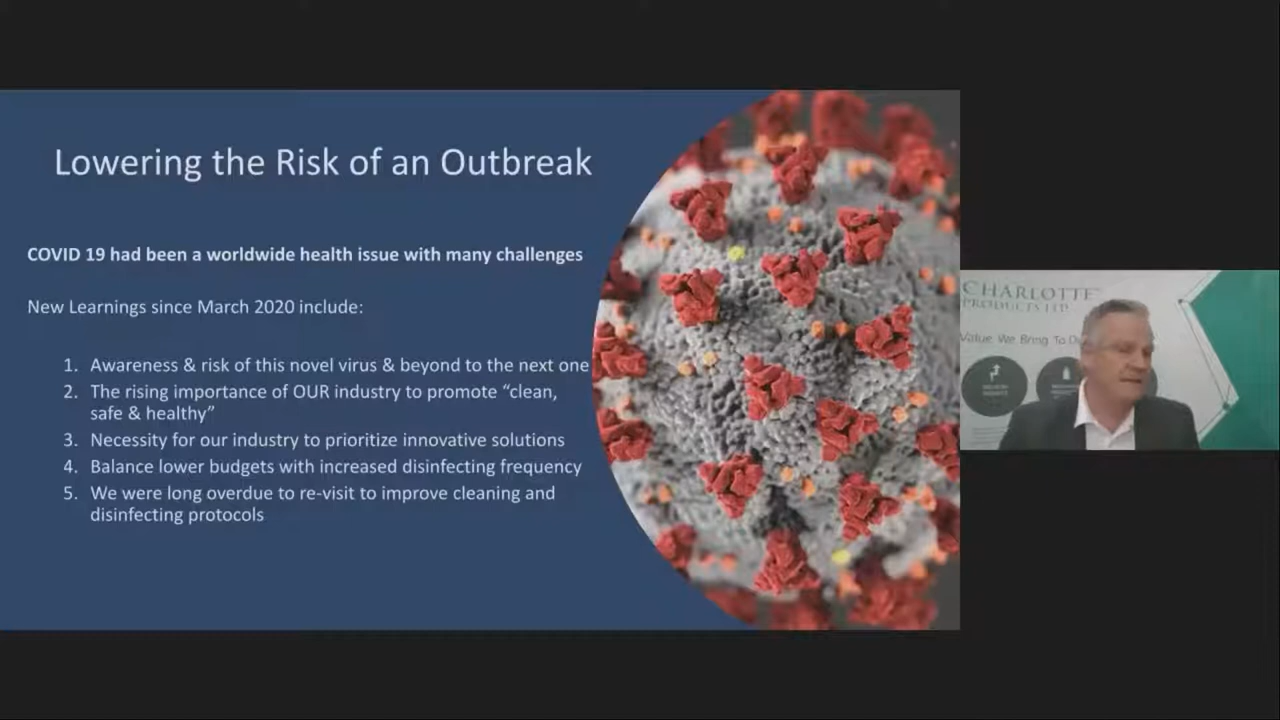 Lowering the Risk of an Outbreak
COVID 19 had been a worldwide health issue with many challenges
New Learnings since March 2020 include:
1. Awareness & risk of this novel virus & beyond to the next one
2. The rising importance of OUR industry to promote “clean,
safe & healthy”
3. Necessity for our industry to prioritize innovative solutions
4. Balance lower budgets with increased disinfecting frequency
5. We were long overdue to re-visit to improve cleaning and
disinfecting protocols
CHARLOTTE
PRODUCTS LTD
Value We Bring To